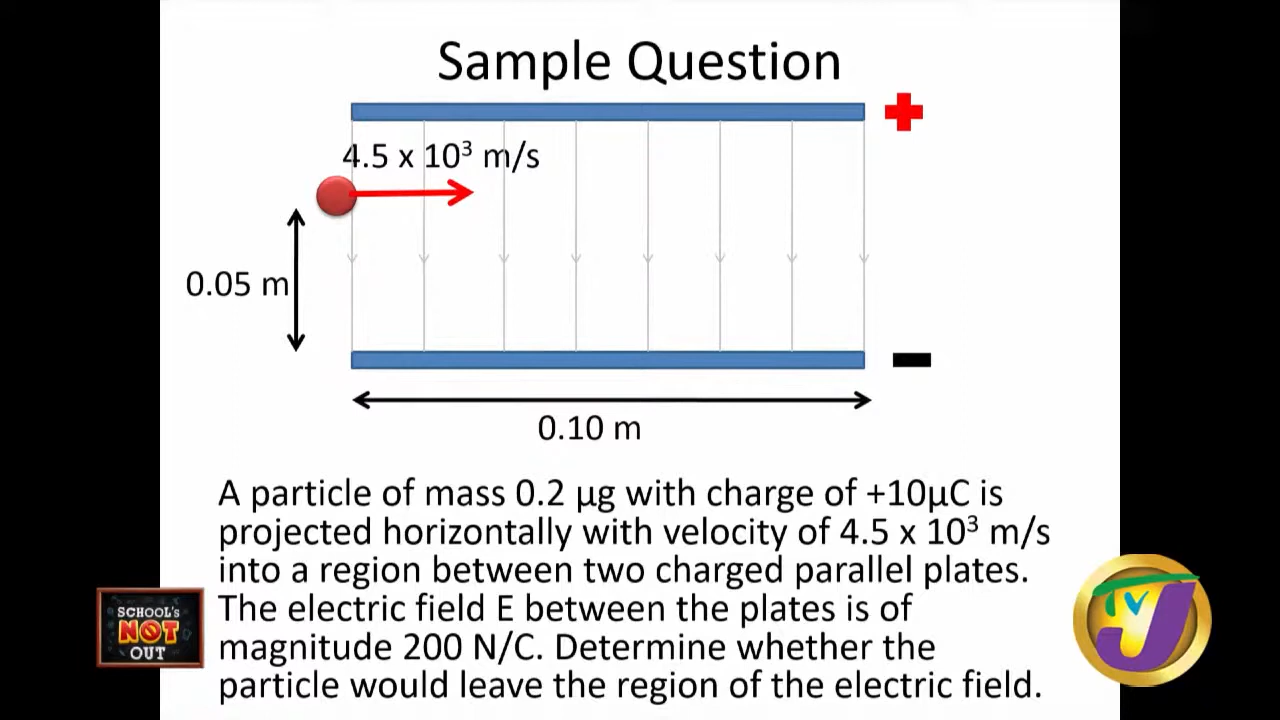 Sample Question
4.5 x 10³ m/s
0.05 m
0.10 m
A particle of mass 0.2 µg with charge of +10µC is
projected horizontally with velocity of 4.5 x 10³ m/s
into a region between two charged parallel plates.
The electric field E between the plates is of
magnitude 200 N/C. Determine whether the
particle would leave the region of the electric field.
SCHOOL's
NOT
OUT
TVJ